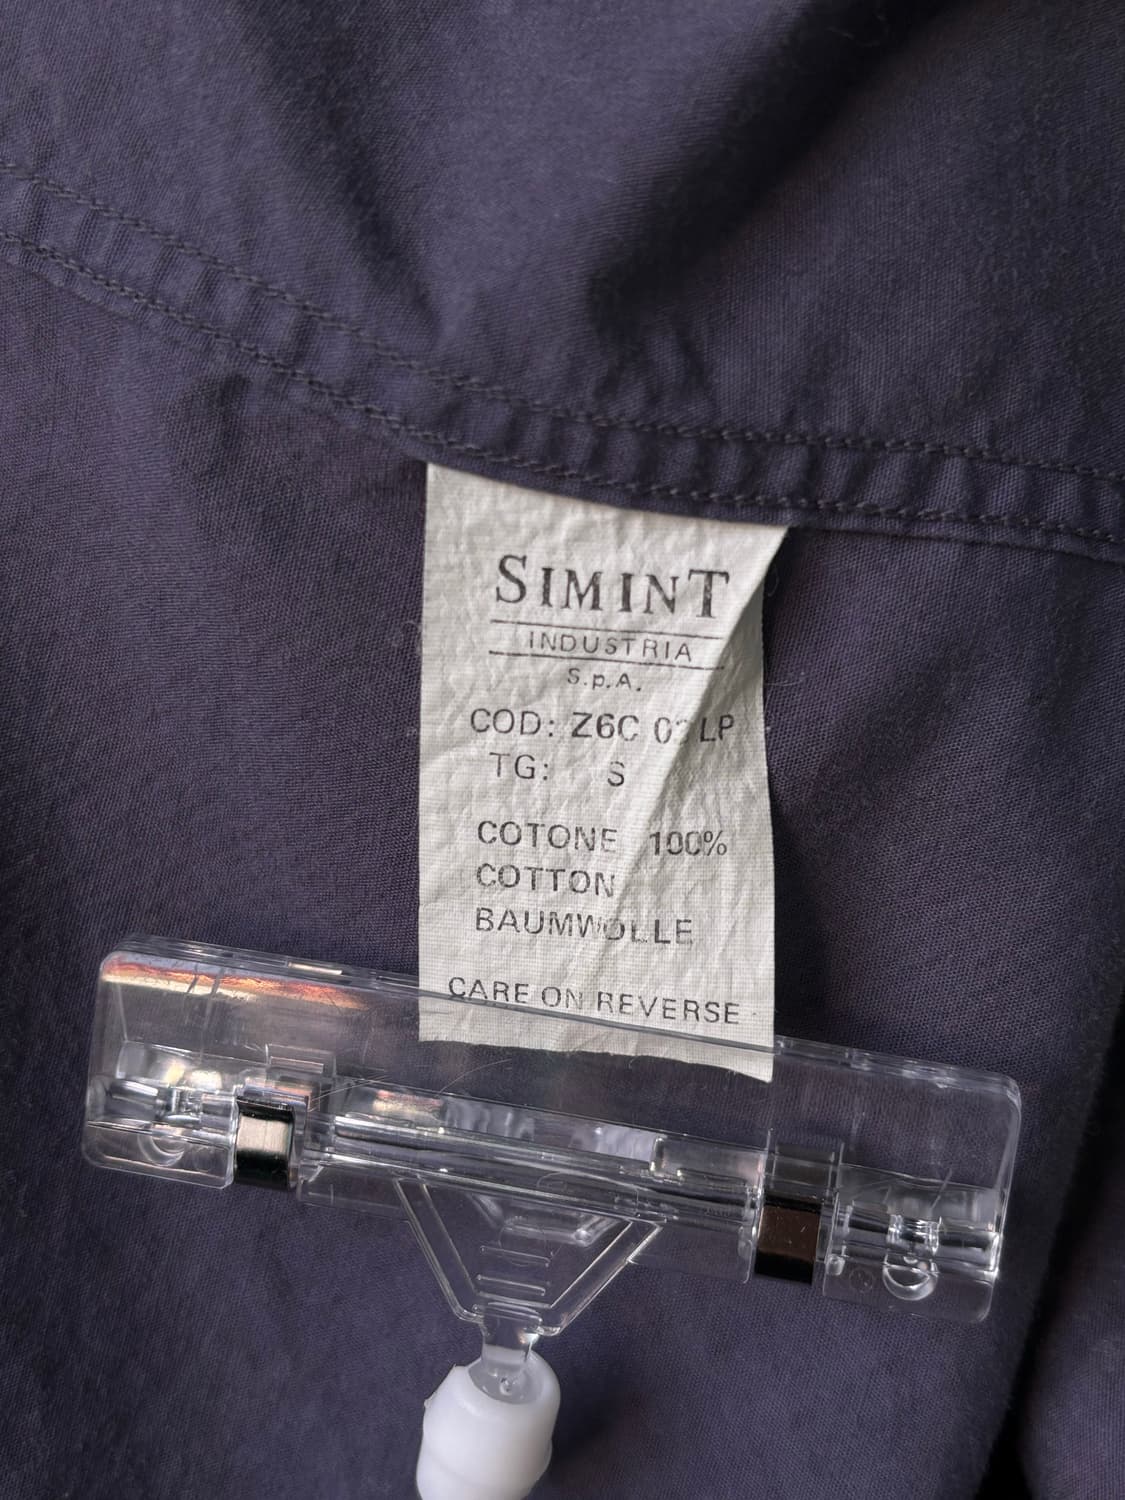 SIMINT
INDUSTRIA
S.p.A.
COD: Z6C LP
TG: S
COTONE 100%
COTTON
BAUMWOLLE
CARE ON REVERSE